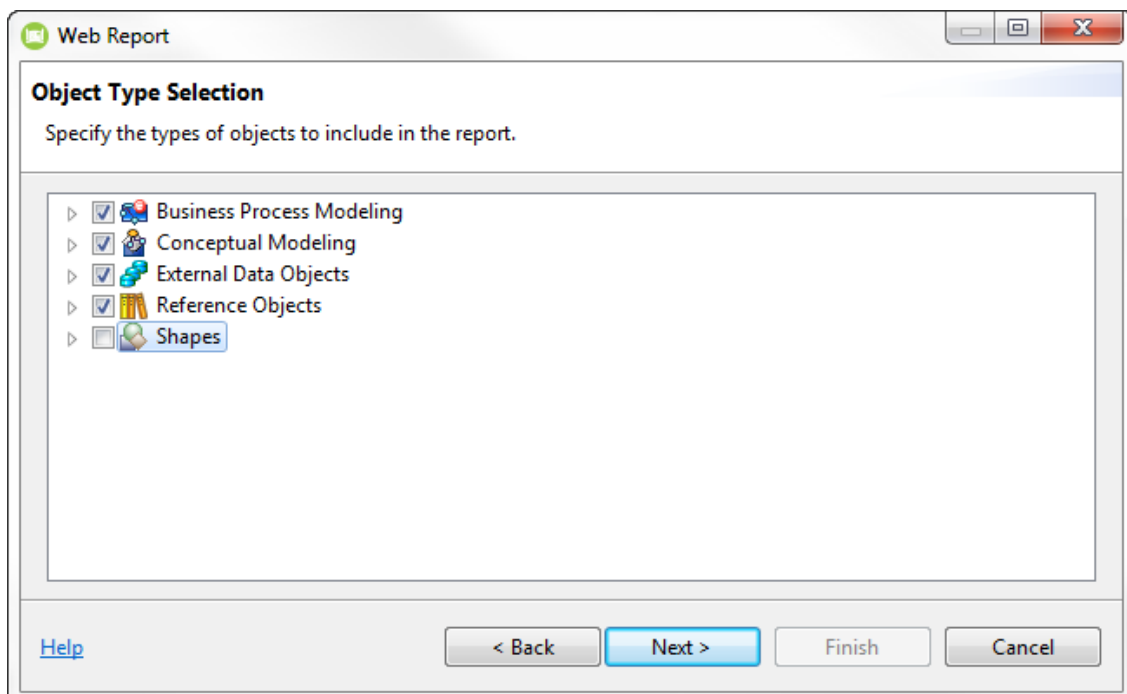 Web Report
Object Type Selection
Specify the types of objects to include in the report.
Business Process Modeling
Conceptual Modeling
External Data Objects
Reference Objects
Shapes
Help
< Back
Next >
Finish
Cancel